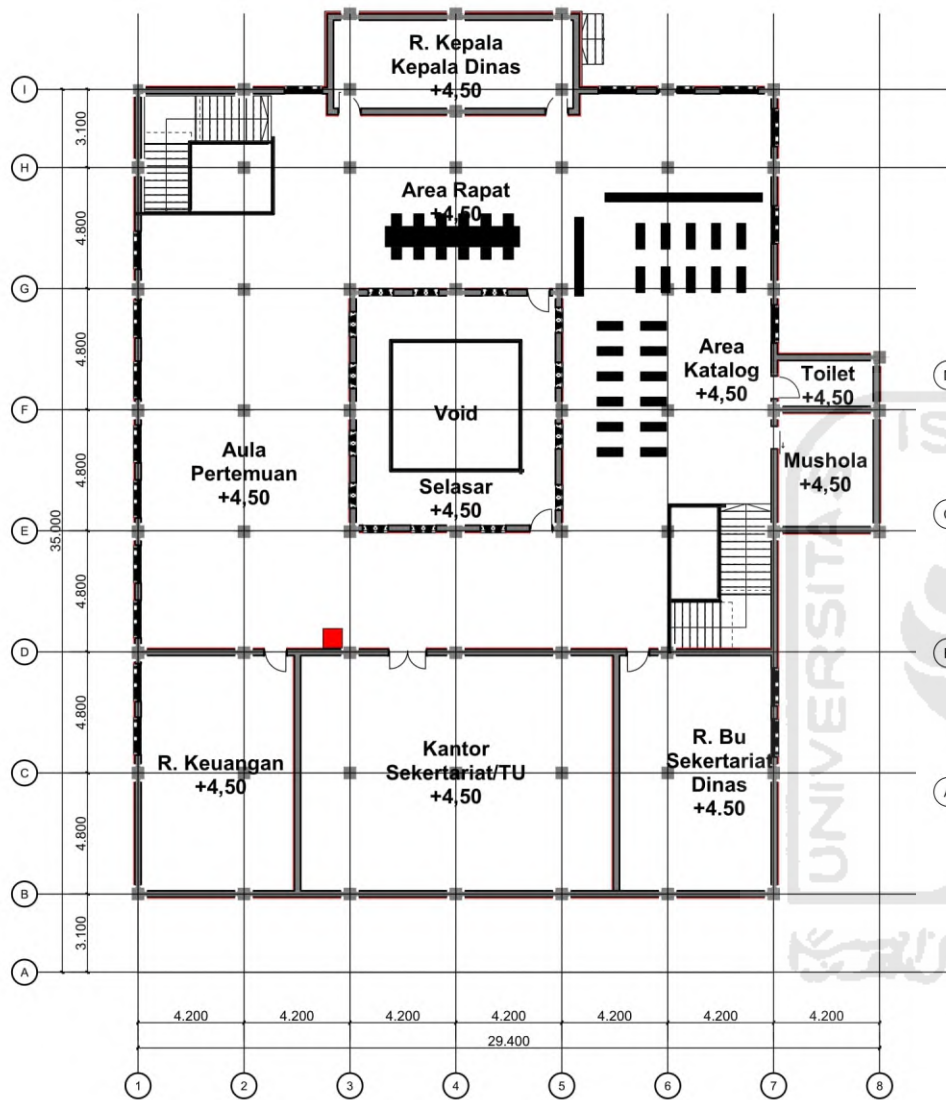 R. Kepala
Kepala Dinas
+4,50
I
3.100
H
Area Rapat
+4,50
4.800
G
4.800
Area
Katalog
+4,50
Toilet
+4,50
F
Void
Aula
Pertemuan
+4,50
4.800
Mushola
+4,50
Selasar
+4,50
E
35.000
4.800
D
4.800
R. Keuangan
+4,50
Kantor
Sekertariat/TU
+4,50
R. Bu
Sekertariat
Dinas
+4.50
C
4.800
B
3.100
A
UNIVERSITAS
IS
4.200 4.200 4.200 4.200 4.200 4.200 4.200
29.400
1 2 3 4 5 6 7 8